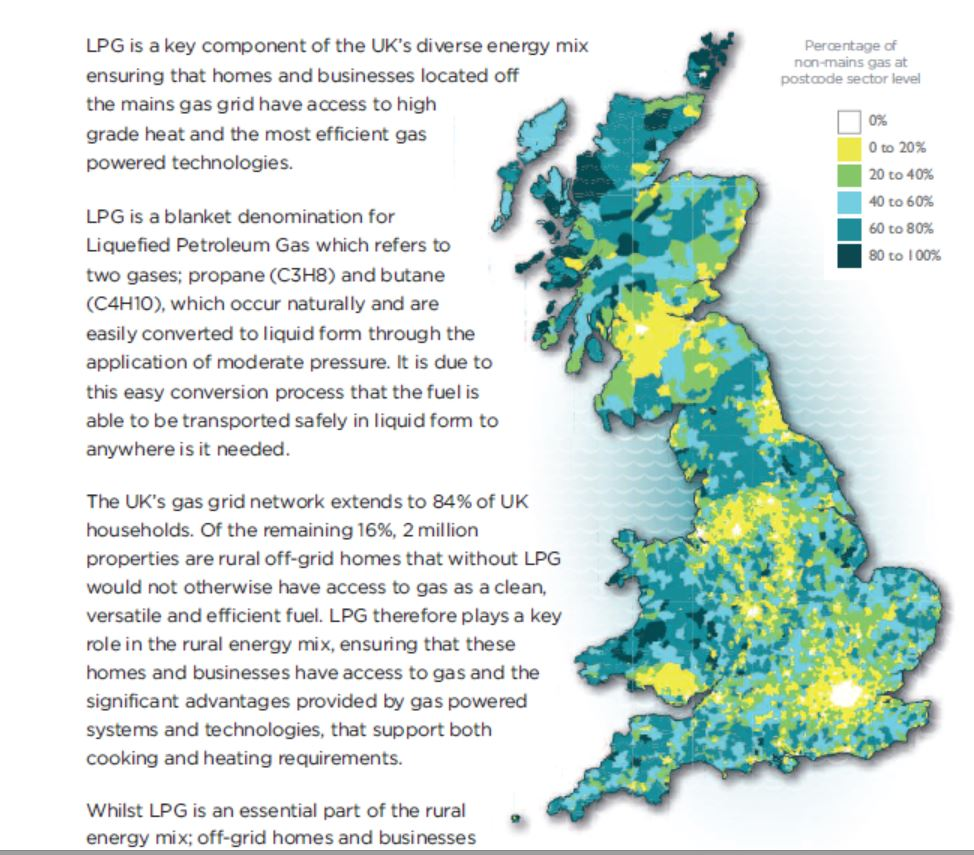 LPG is a key component of the UK's diverse energy mix
ensuring that homes and businesses located off
the mains gas grid have access to high
grade heat and the most efficient gas
powered technologies.
LPG is a blanket denomination for
Liquefied Petroleum Gas which refers to
two gases; propane (C3H8) and butane
(C4H10), which occur naturally and are
easily converted to liquid form through the
application of moderate pressure. It is due to
this easy conversion process that the fuel is
able to be transported safely in liquid form to
anywhere is it needed.
The UK's gas grid network extends to 84% of UK
households. Of the remaining 16%, 2 million
properties are rural off-grid homes that without LPG
would not otherwise have access to gas as a clean,
versatile and efficient fuel. LPG therefore plays a key
role in the rural energy mix, ensuring that these
homes and businesses have access to gas and the
significant advantages provided by gas powered
systems and technologies, that support both
cooking and heating requirements.
Whilst LPG is an essential part of the rural
energy mix; off-grid homes and businesses
Percentage of
non-mains gas at
postcode sector level
0%
0 to 20%
20 to 40%
40 to 60%
60 to 80%
80 to 100%